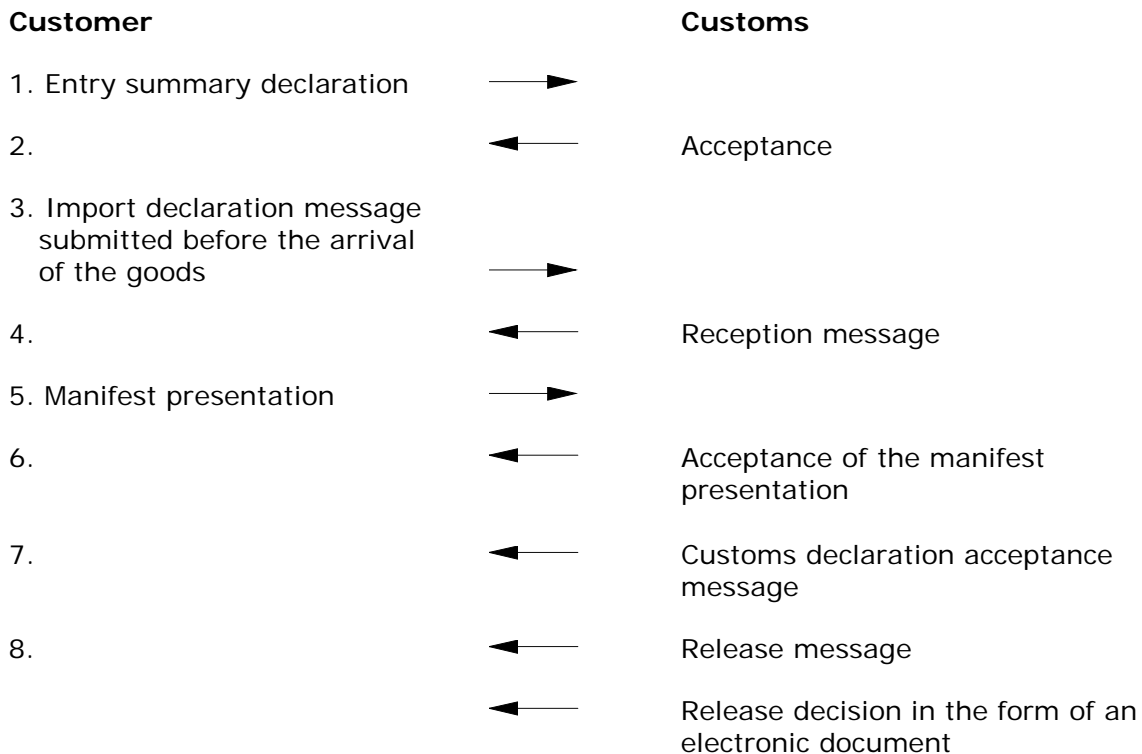 Customer Customs
1. Entry summary declaration
2. Acceptance
3. Import declaration message
submitted before the arrival
of the goods
4. Reception message
5. Manifest presentation
6. Acceptance of the manifest
presentation
7. Customs declaration acceptance
message
8. Release message
Release decision in the form of an
electronic document